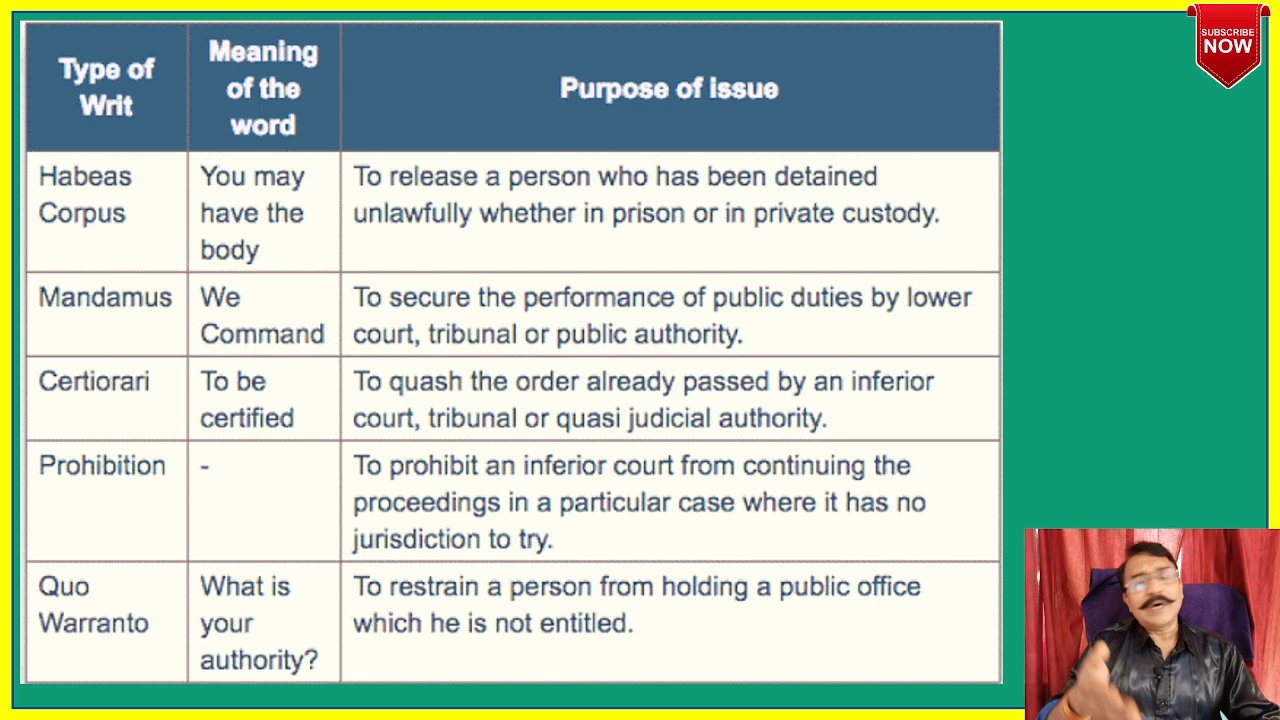 Type of
Writ
Meaning
of the
word
Purpose of issue
Habeas
Corpus
You may
have the
body
To release a person who has been detained
unlawfully whether in prison or in private custody.
Mandamus
We
Command
To secure the performance of public duties by lower
court, tribunal or public authority.
Certiorari
To be
certified
To quash the order already passed by an inferior
court, tribunal or quasi judicial authority.
Prohibition
-
To prohibit an inferior court from continuing the
proceedings in a particular case where it has no
jurisdiction to try.
Quo
Warranto
What is
your
authority?
To restrain a person from holding a public office
which he is not entitled.
SUBSCRIBE
NOW